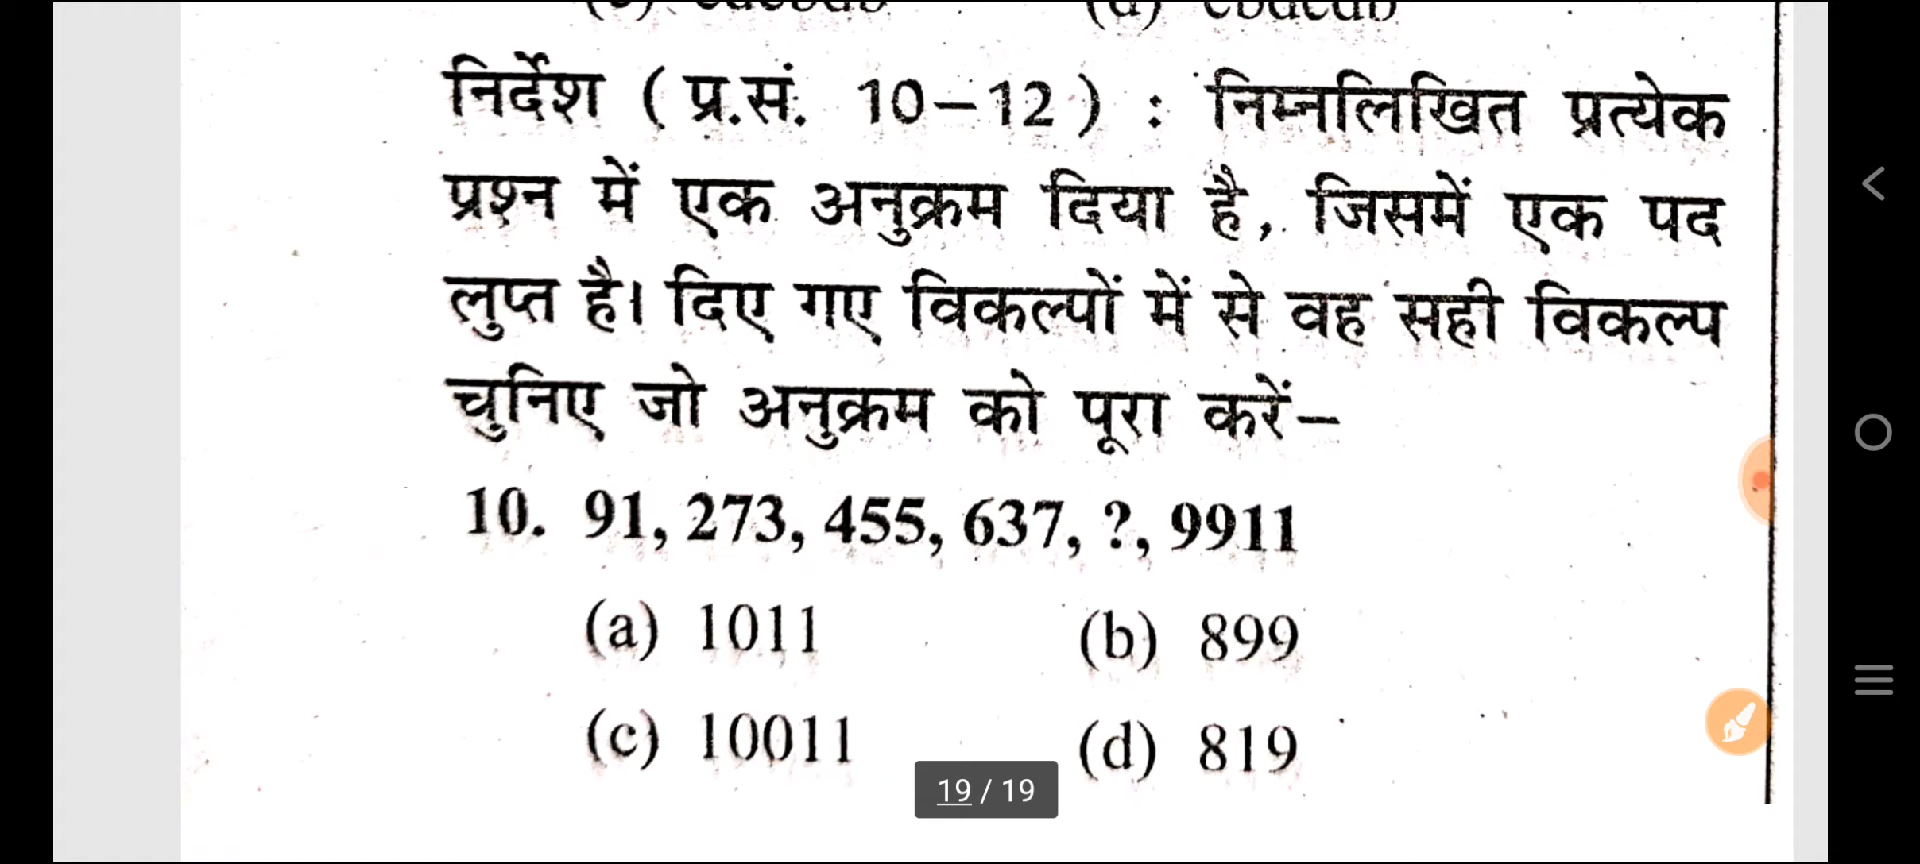 निर्देश ( प्र.सं. 10–12 ) : निम्नलिखित प्रत्येक
प्रश्न में एक अनुक्रम दिया है, जिसमें एक पद
लुप्त है। दिए गए विकल्पों में से वह सही विकल्प
चुनिए जो अनुक्रम को पूरा करें–
10. 91, 273, 455, 637, ?, 9911
(a) 1011 (b) 899
(c) 10011 (d) 819
19 / 19